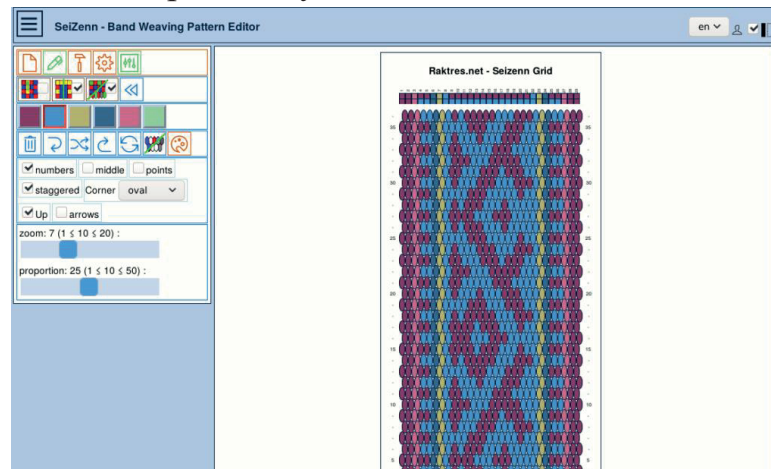 SeiZenn - Band Weaving Pattern Editor
en
Raktres.net - Seizenn Grid
numbers middle points
staggered Corner oval
Up arrows
zoom: 7 (1 ≤ 10 ≤ 20) :
proportion: 25 (1 ≤ 10 ≤ 50) :
35 35
30 30
25 25
20 20
15 15
10 10
5 5